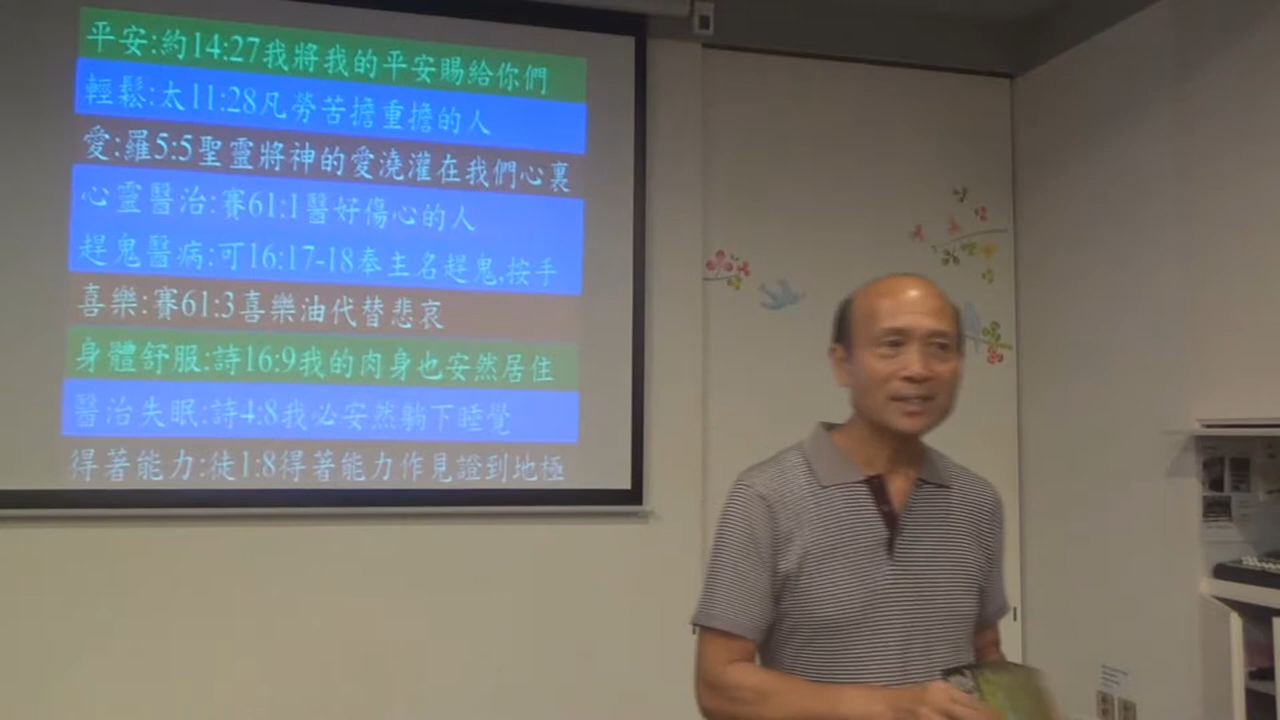 平安:約14:27我將我的平安賜給你們
輕鬆:太11:28凡勞苦擔重擔的人
愛:羅5:5聖靈將神的愛澆灌在我們心裏
心靈醫治:賽61:1醫好傷心的人
趕鬼醫病:可16:17-18奉主名趕鬼,按手
喜樂:賽61:3喜樂油代替悲哀
身體舒服:詩16:9我的肉身也安然居住
醫治失眠:詩4:8我必安然躺下睡覺
得著能力:徒1:8得著能力作見證到地極